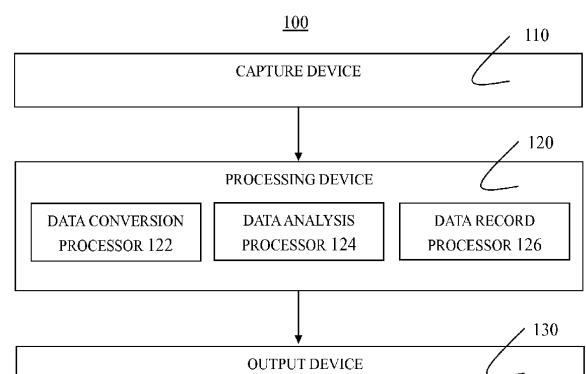 100
110
CAPTURE DEVICE
120
PROCESSING DEVICE
DATA CONVERSION
PROCESSOR 122
DATA ANALYSIS
PROCESSOR 124
DATA RECORD
PROCESSOR 126
130
OUTPUT DEVICE